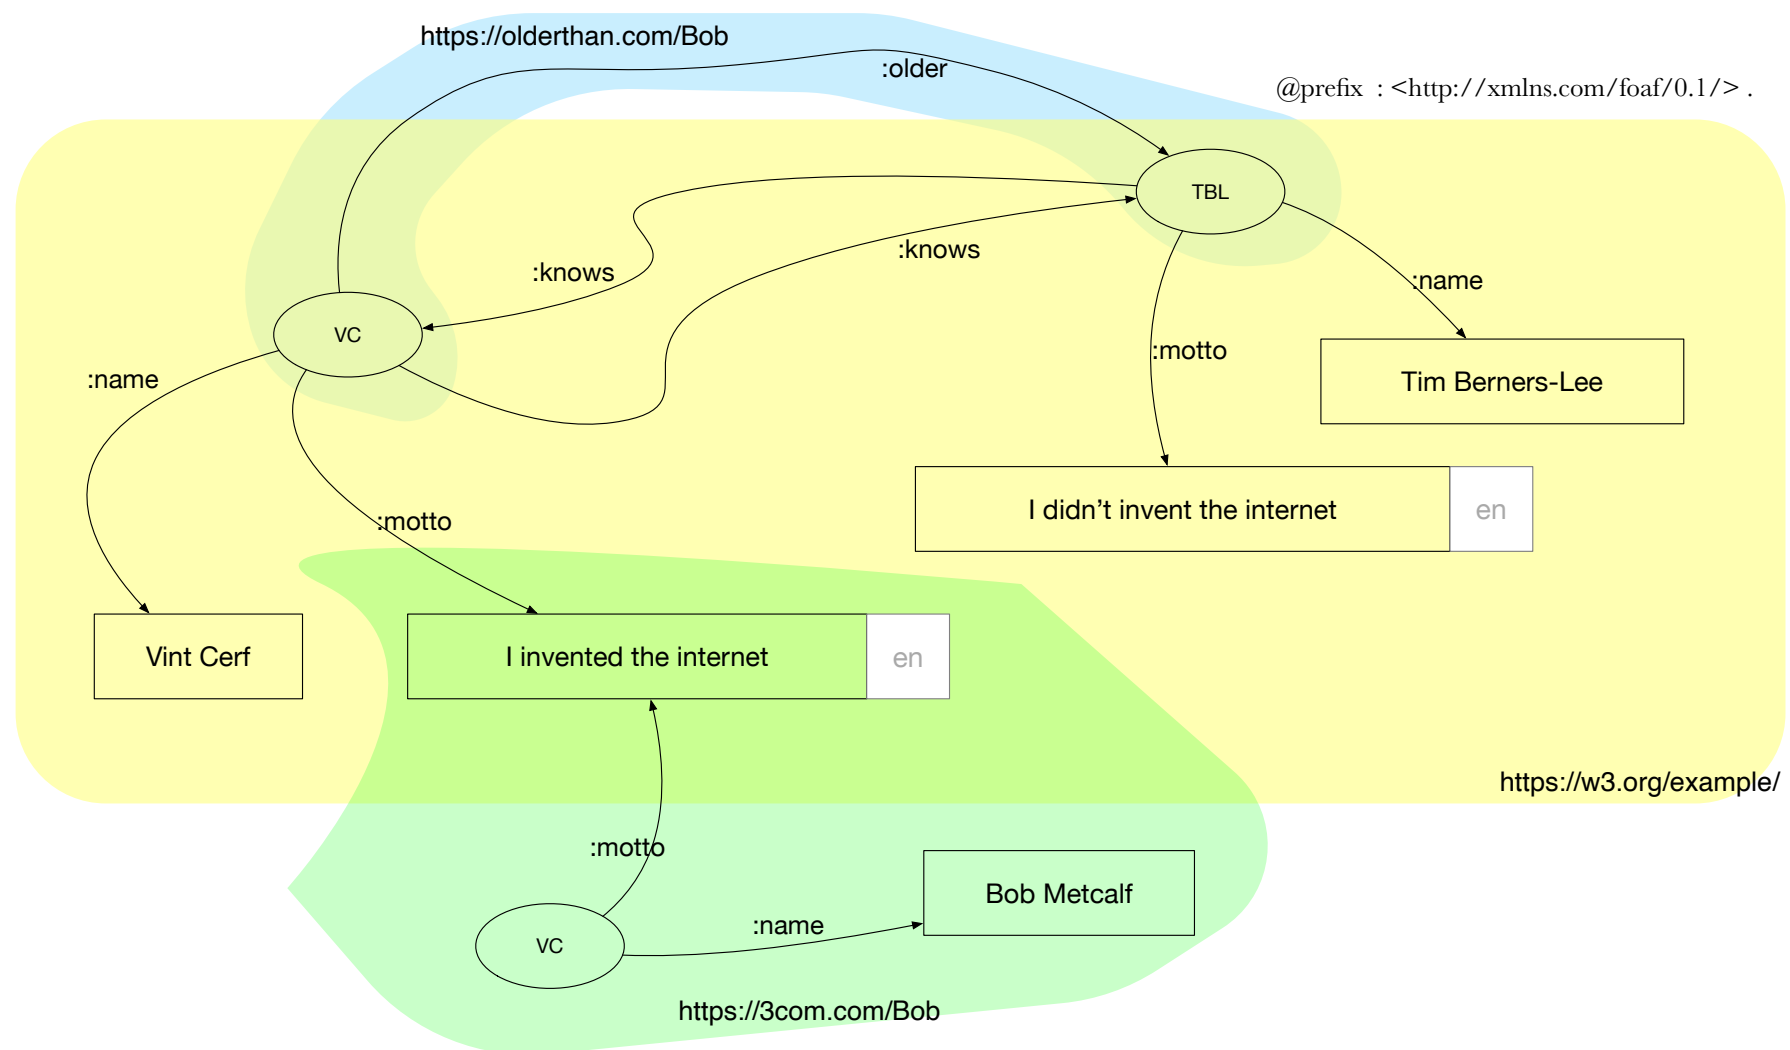 https://olderthan.com/Bob
:older
@prefix : <http://xmlns.com/foaf/0.1/> .
TBL
:knows
:knows
:name
VC
:motto
:name
Tim Berners-Lee
:motto
I didn’t invent the internet
en
Vint Cerf
I invented the internet
en
https://w3.org/example/
:motto
Bob Metcalf
:name
VC
https://3com.com/Bob